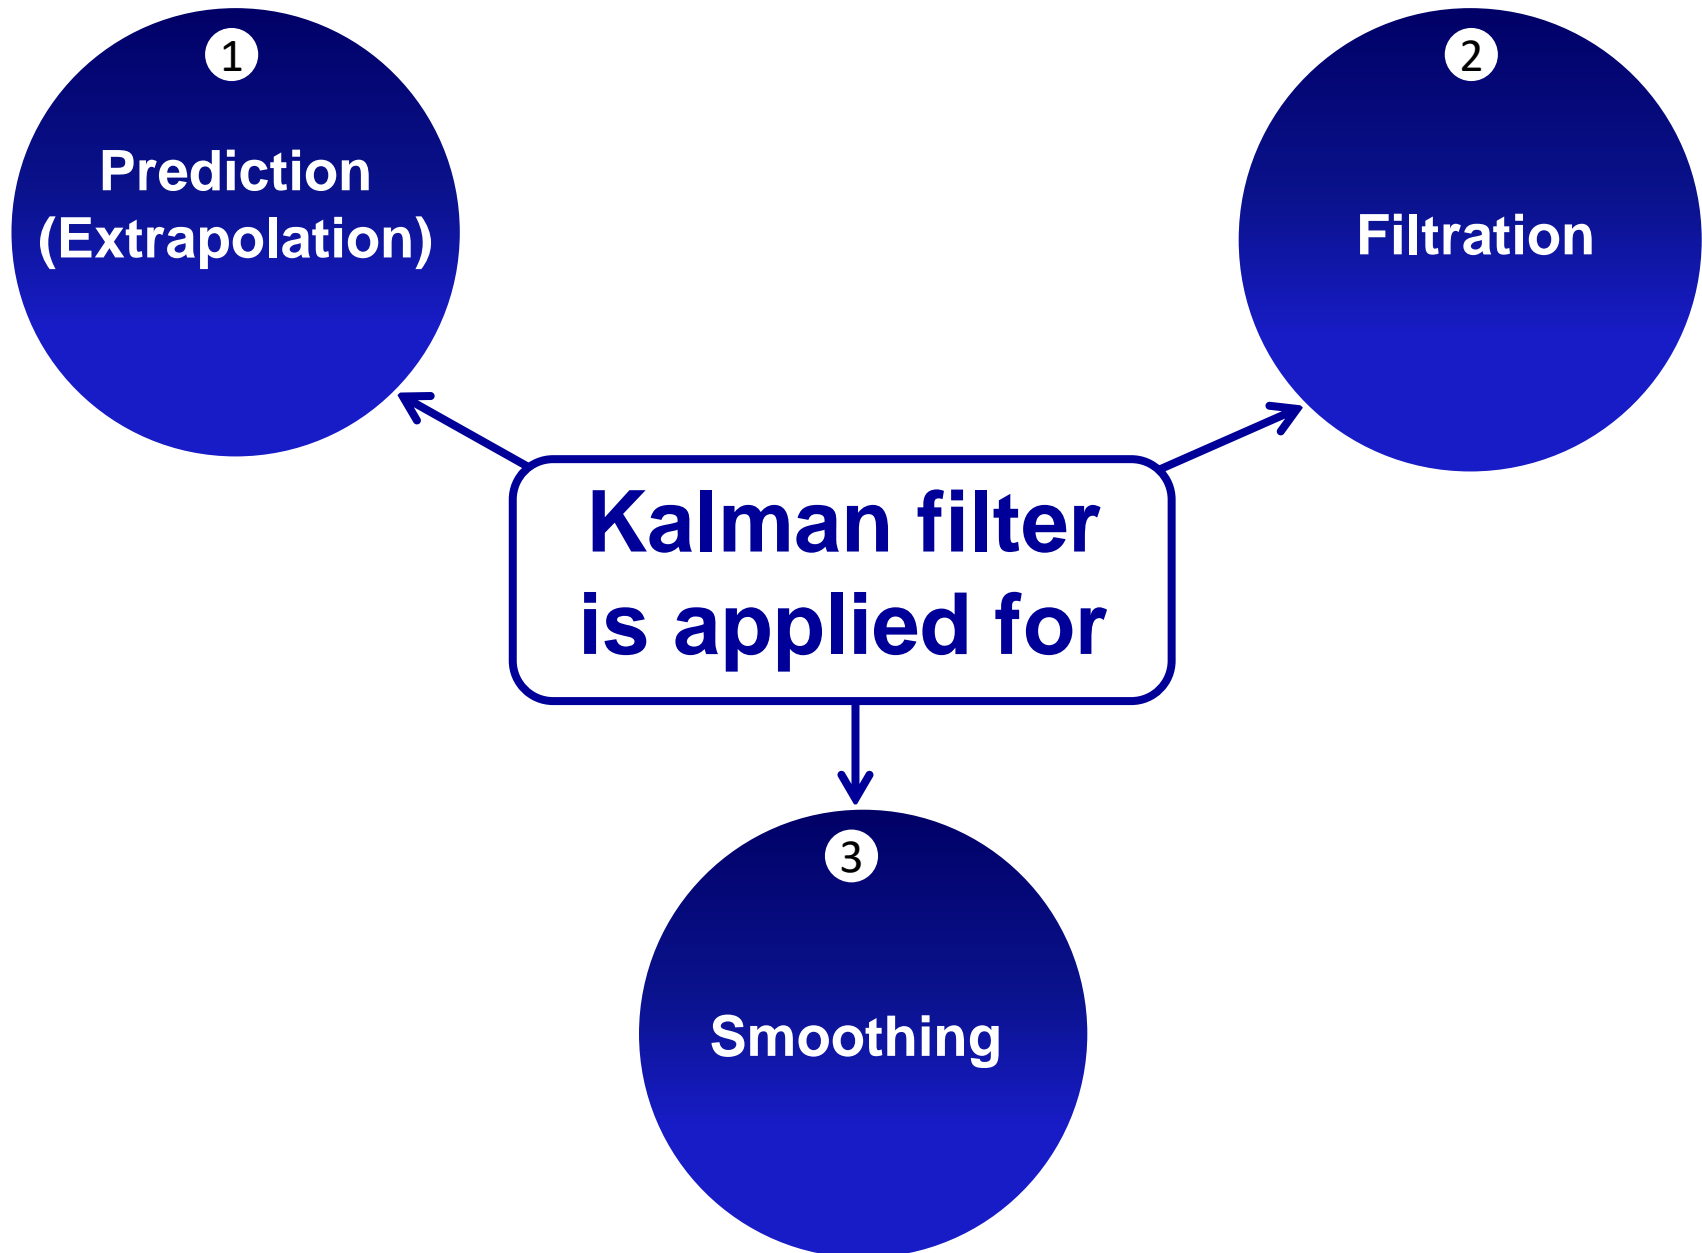 1
Prediction
(Extrapolation)
2
Filtration
Kalman filter
is applied for
3
Smoothing